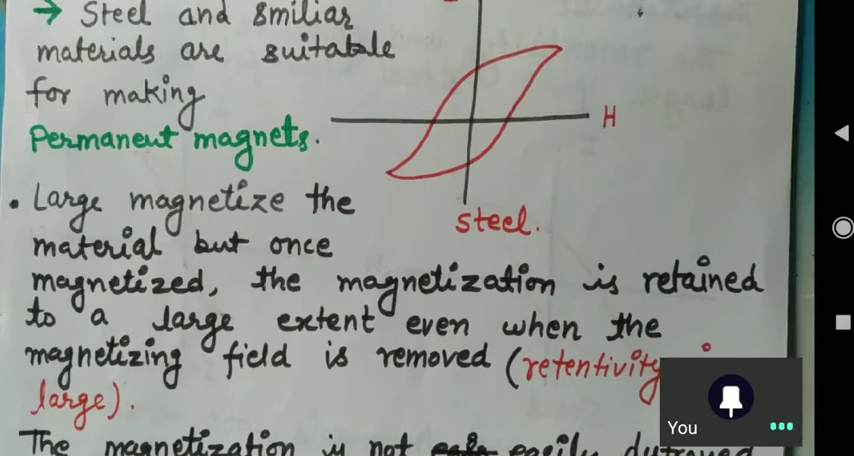 → Steel and smiliar
materials are suitable
for making
Permanent magnets.
H
steel.
• Large magnetize the
material but once
magnetized, the magnetization is retained
to a large extent even when the
magnetizing field is removed (retentivity
large).
The magnetization is not easily
You